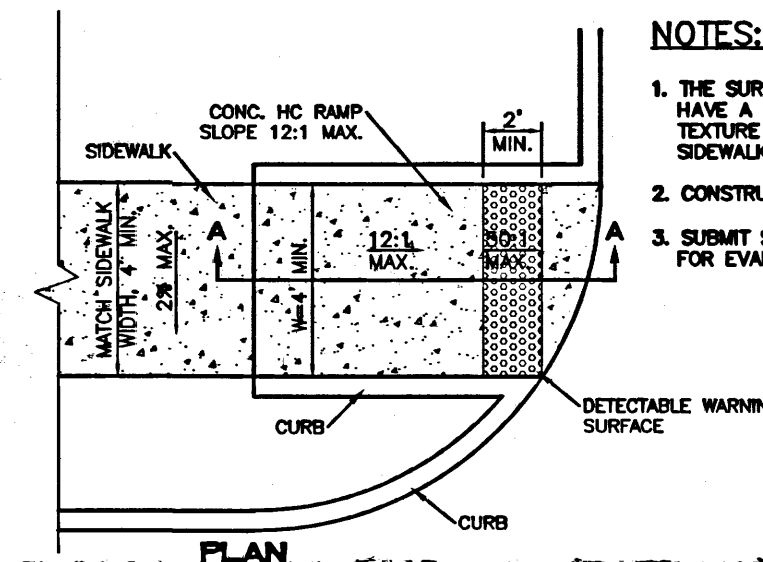 NOTES:
1. THE SUR
HAVE A
TEXTURE
SIDEWALK
2. CONSTRU
3. SUBMIT S
FOR EVA
CONC. HC RAMP
SLOPE 12:1 MAX.
2'
MIN.
SIDEWALK
MATCH SIDEWALK
WIDTH, 4' MIN.
2% MAX.
A
W=4' MIN.
12:1
MAX.
50:1
MAX.
A
DETECTABLE WARNIN
SURFACE
CURB
CURB
PLAN